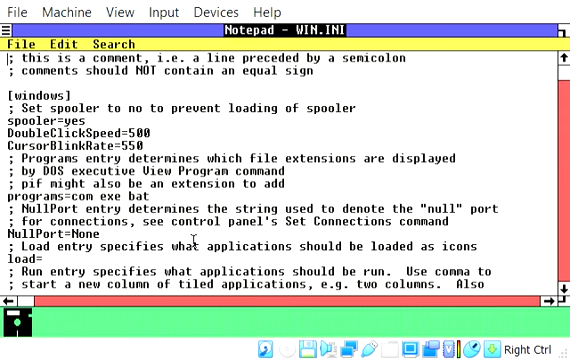 File Machine View Input Devices Help
Notepad - WIN.INI
File Edit Search
; this is a comment, i.e. a line preceded by a semicolon
; comments should NOT contain an equal sign
[windows]
; Set spooler to no to prevent loading of spooler
spooler=yes
DoubleClickSpeed=500
CursorBlinkRate=550
; Programs entry determines which file extensions are displayed
; by DOS executive View Program command
; pif might also be an extension to add
programs=com exe bat
; NullPort entry determines the string used to denote the "null" port
; for connections, see control panel's Set Connections command
NullPort=None
; Load entry specifies what applications should be loaded as icons
load=
; Run entry specifies what applications should be run. Use comma to
; start a new column of tiled applications, e.g. two columns. Also
Right Ctrl